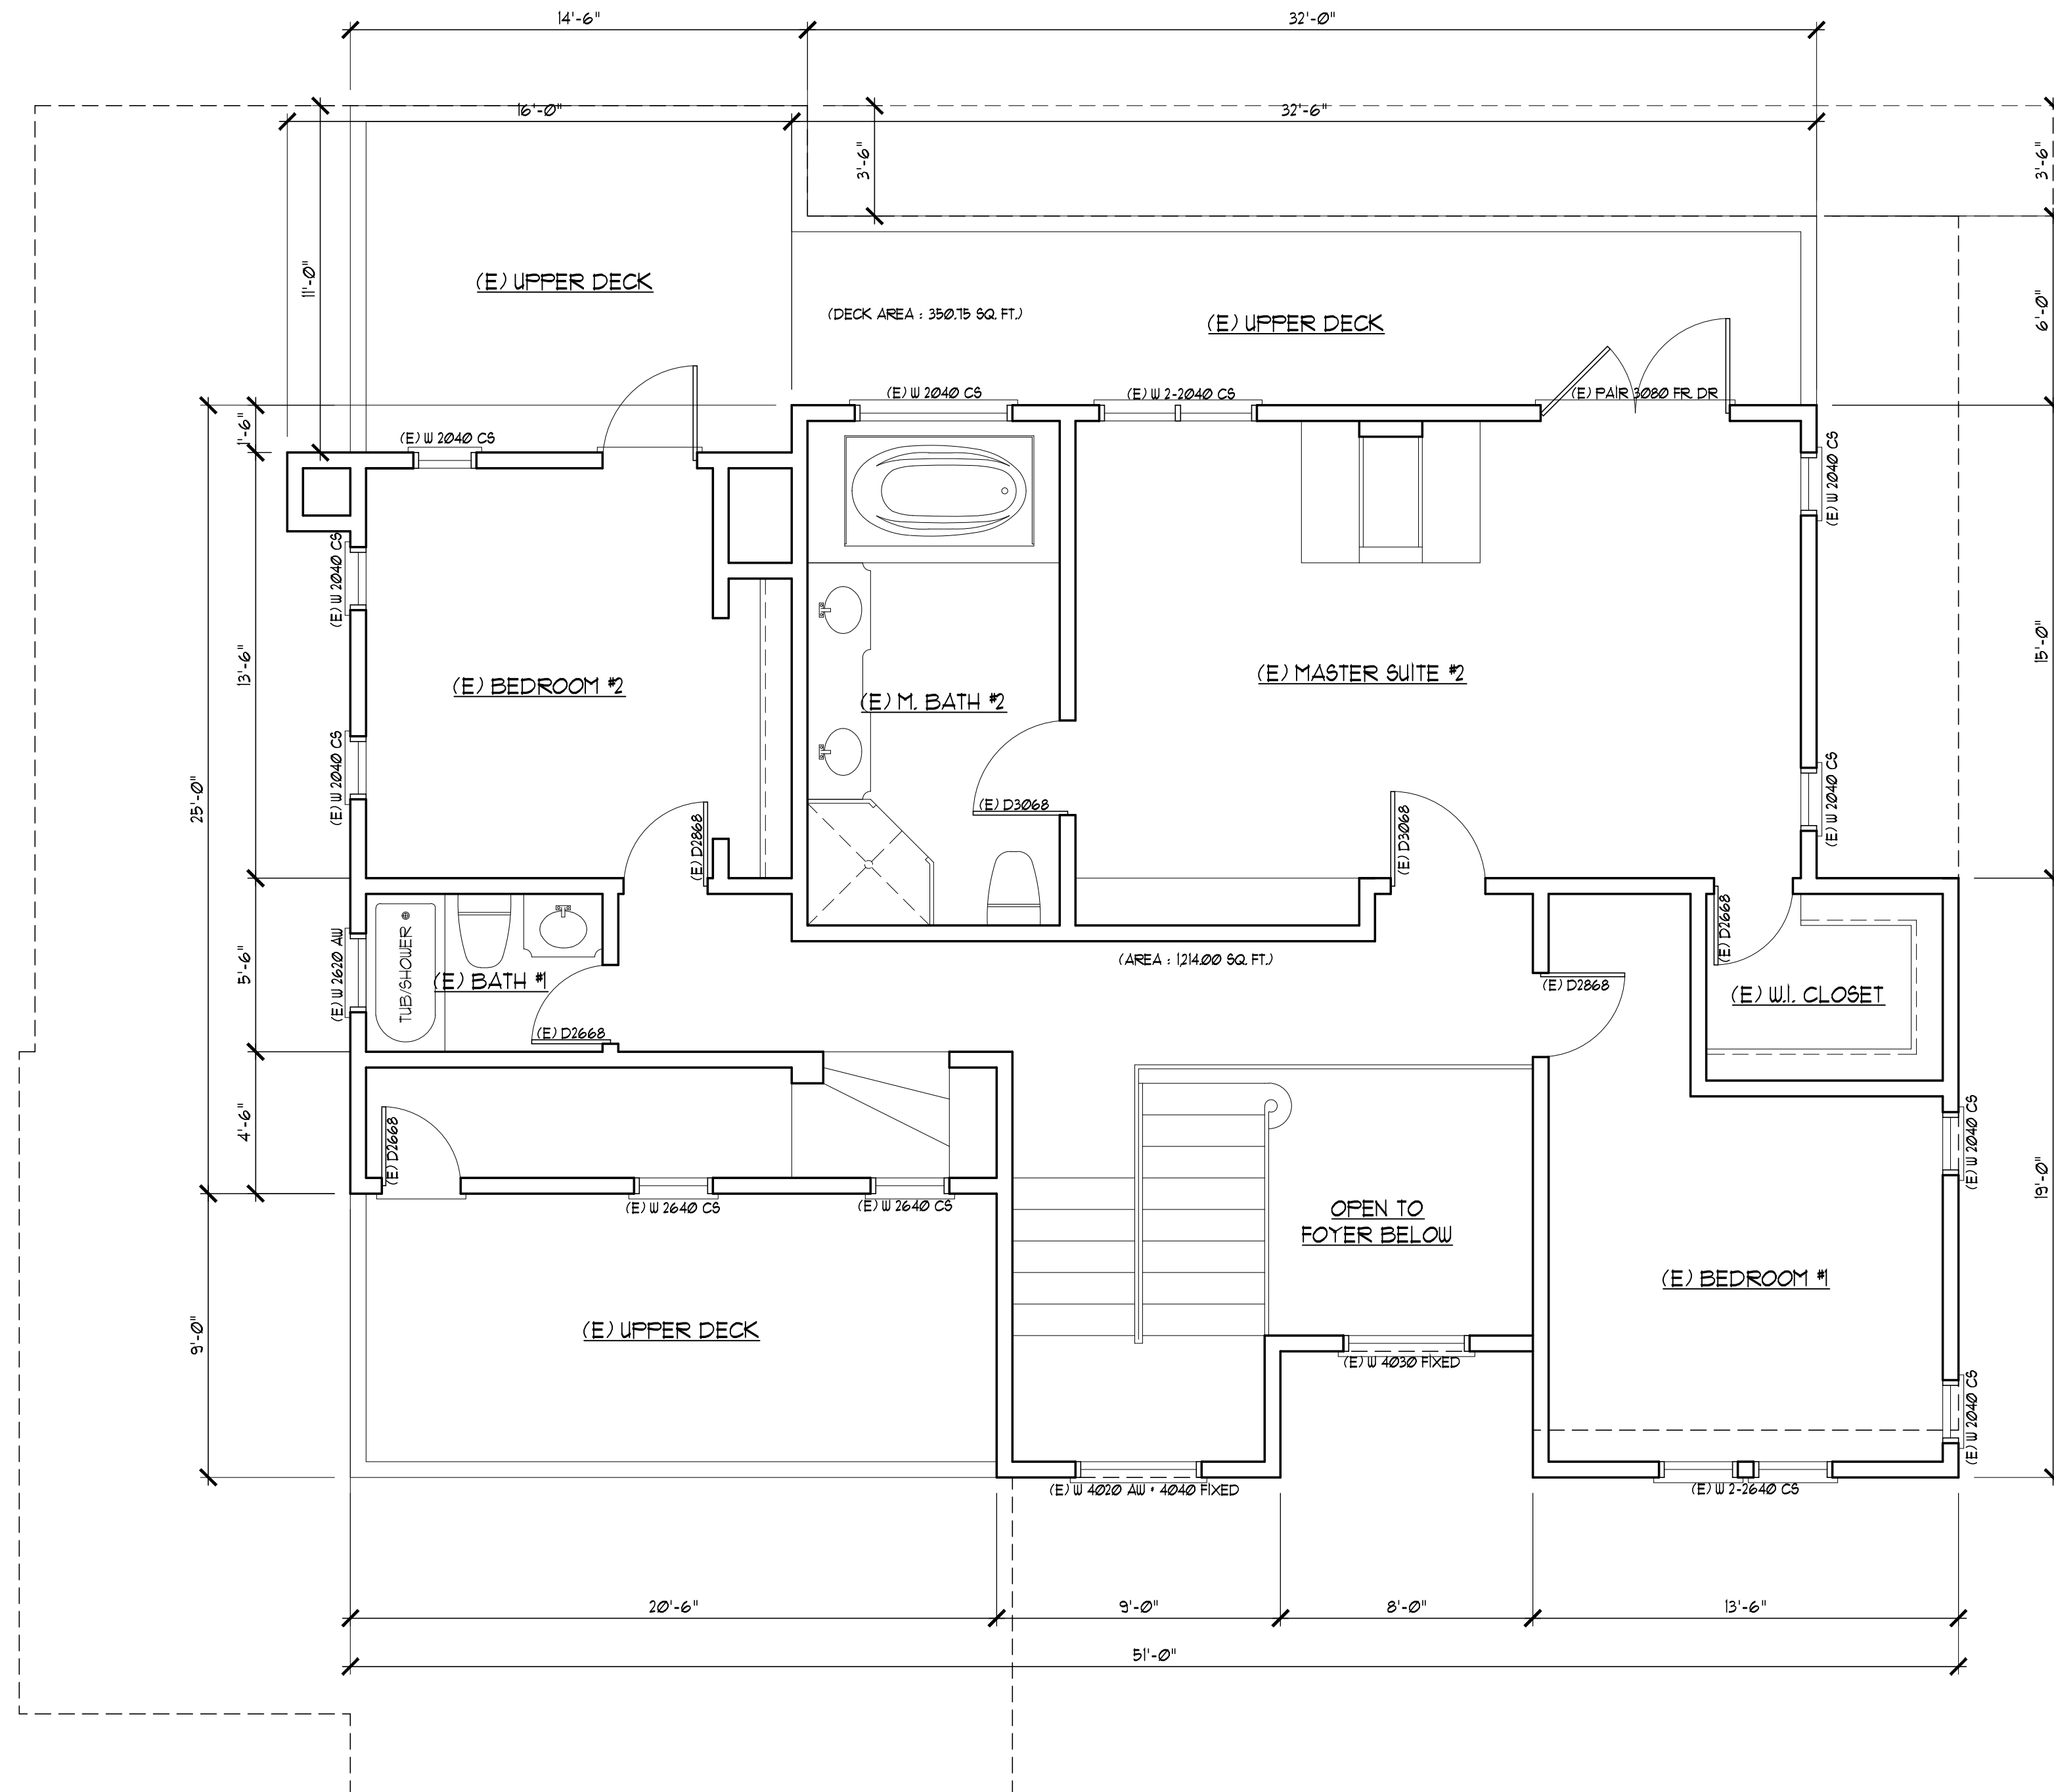 14'-6"
32'-0"
16'-0"
32'-6"
3'-6"
3'-6"
11'-0"
(E) UPPER DECK
(DECK AREA : 350.75 SQ. FT.)
(E) UPPER DECK
6'-0"
(E) W 2040 CS
(E) W 2-2040 CS
(E) PAIR 3080 FR. DR
1'-6"
(E) W 2040 CS
(E) W 2040 CS
(E) W 2040 CS
13'-6"
(E) BEDROOM #2
(E) M. BATH #2
(E) MASTER SUITE #2
15'-0"
25'-0"
(E) W 2040 CS
(E) W 2040 CS
(E) D2868
(E) D3068
(E) D3068
(E) W 2620 AW
TUB/SHOWER
(E) BATH #1
5'-6"
(E) D2668
(AREA : 1,214.00 SQ. FT.)
(E) D2868
(E) D2668
(E) W.I. CLOSET
4'-6"
(E) D2668
(E) W 2040 CS
19'-0"
(E) W 2640 CS
(E) W 2640 CS
OPEN TO
FOYER BELOW
(E) BEDROOM #1
9'-0"
(E) UPPER DECK
(E) W 4030 FIXED
(E) W 2040 CS
(E) W 4020 AW + 4040 FIXED
(E) W 2-2640 CS
20'-6"
9'-0"
8'-0"
13'-6"
51'-0"